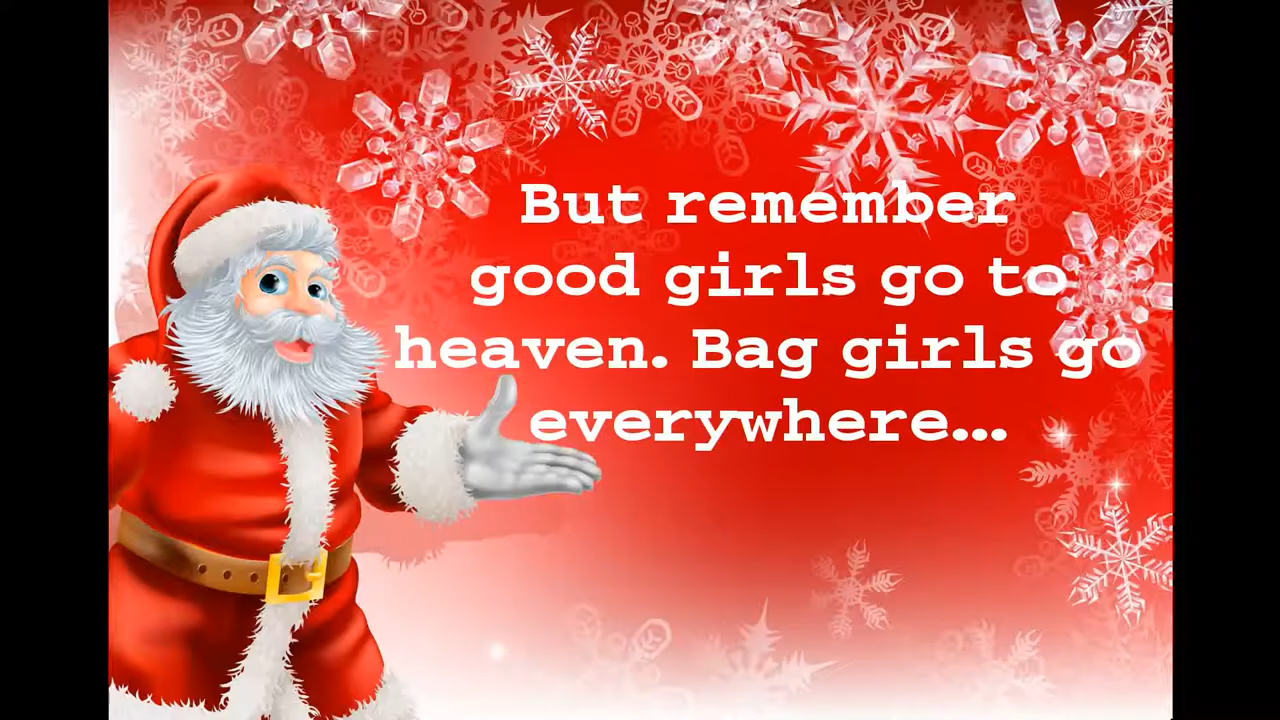 But remember
good girls go to
heaven. Bag girls go
everywhere...